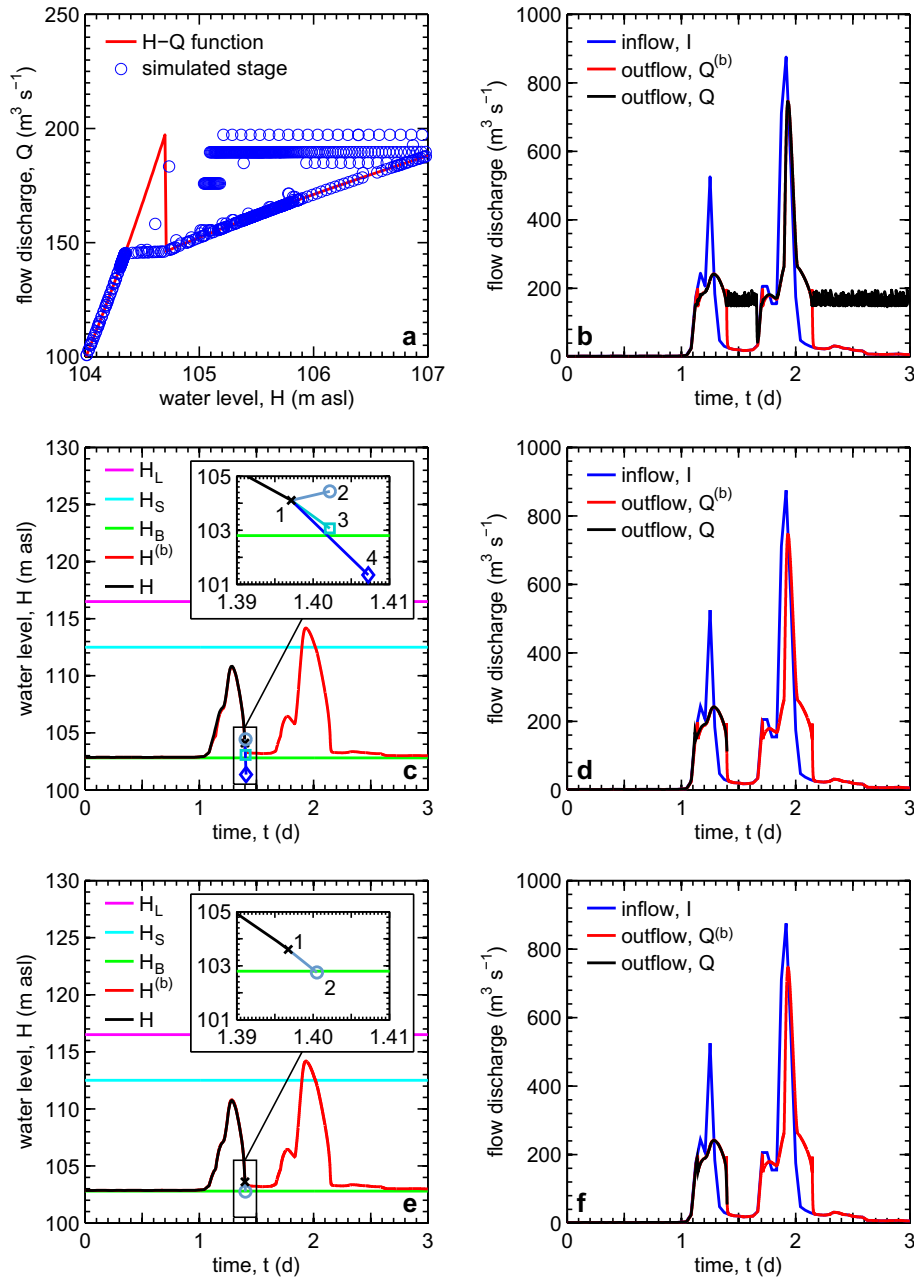 250
200
150
100
104
105
106
107
flow discharge, Q (m³ s⁻¹)
water level, H (m asl)
H−Q function
simulated stage
a
1000
800
600
400
200
0
0
1
2
3
flow discharge (m³ s⁻¹)
time, t (d)
inflow, I
outflow, Q^(b)
outflow, Q
b
130
125
120
115
110
105
100
0
1
2
3
water level, H (m asl)
time, t (d)
H_L
H_S
H_B
H^(b)
H
105
103
101
1.39
1.40
1.41
1
2
3
4
c
1000
800
600
400
200
0
0
1
2
3
flow discharge (m³ s⁻¹)
time, t (d)
inflow, I
outflow, Q^(b)
outflow, Q
d
130
125
120
115
110
105
100
0
1
2
3
water level, H (m asl)
time, t (d)
H_L
H_S
H_B
H^(b)
H
105
103
101
1.39
1.40
1.41
1
2
e
1000
800
600
400
200
0
0
1
2
3
flow discharge (m³ s⁻¹)
time, t (d)
inflow, I
outflow, Q^(b)
outflow, Q
f